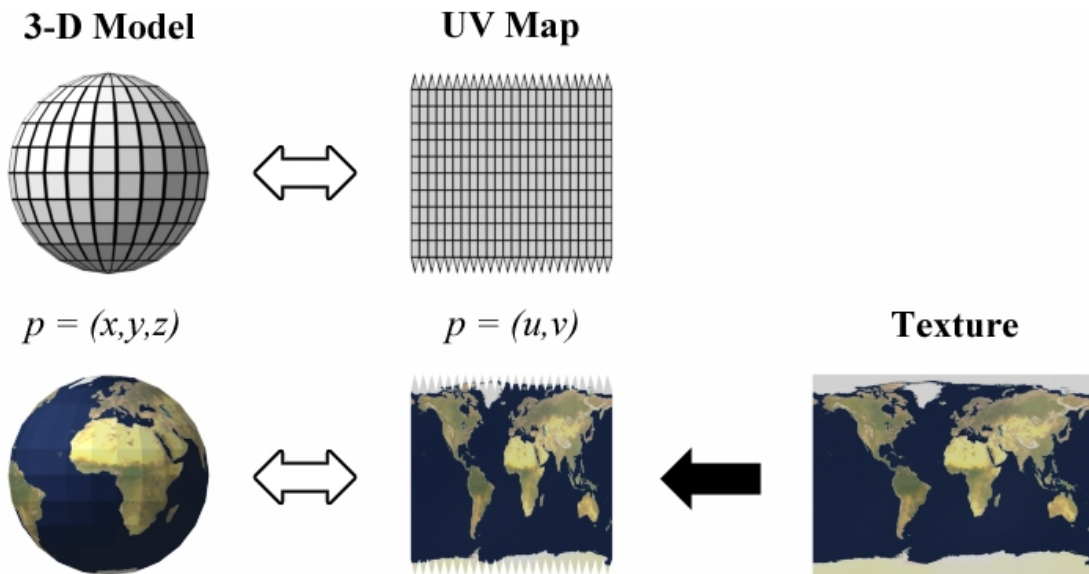 3-D Model
UV Map
p = (x,y,z)
p = (u,v)
Texture